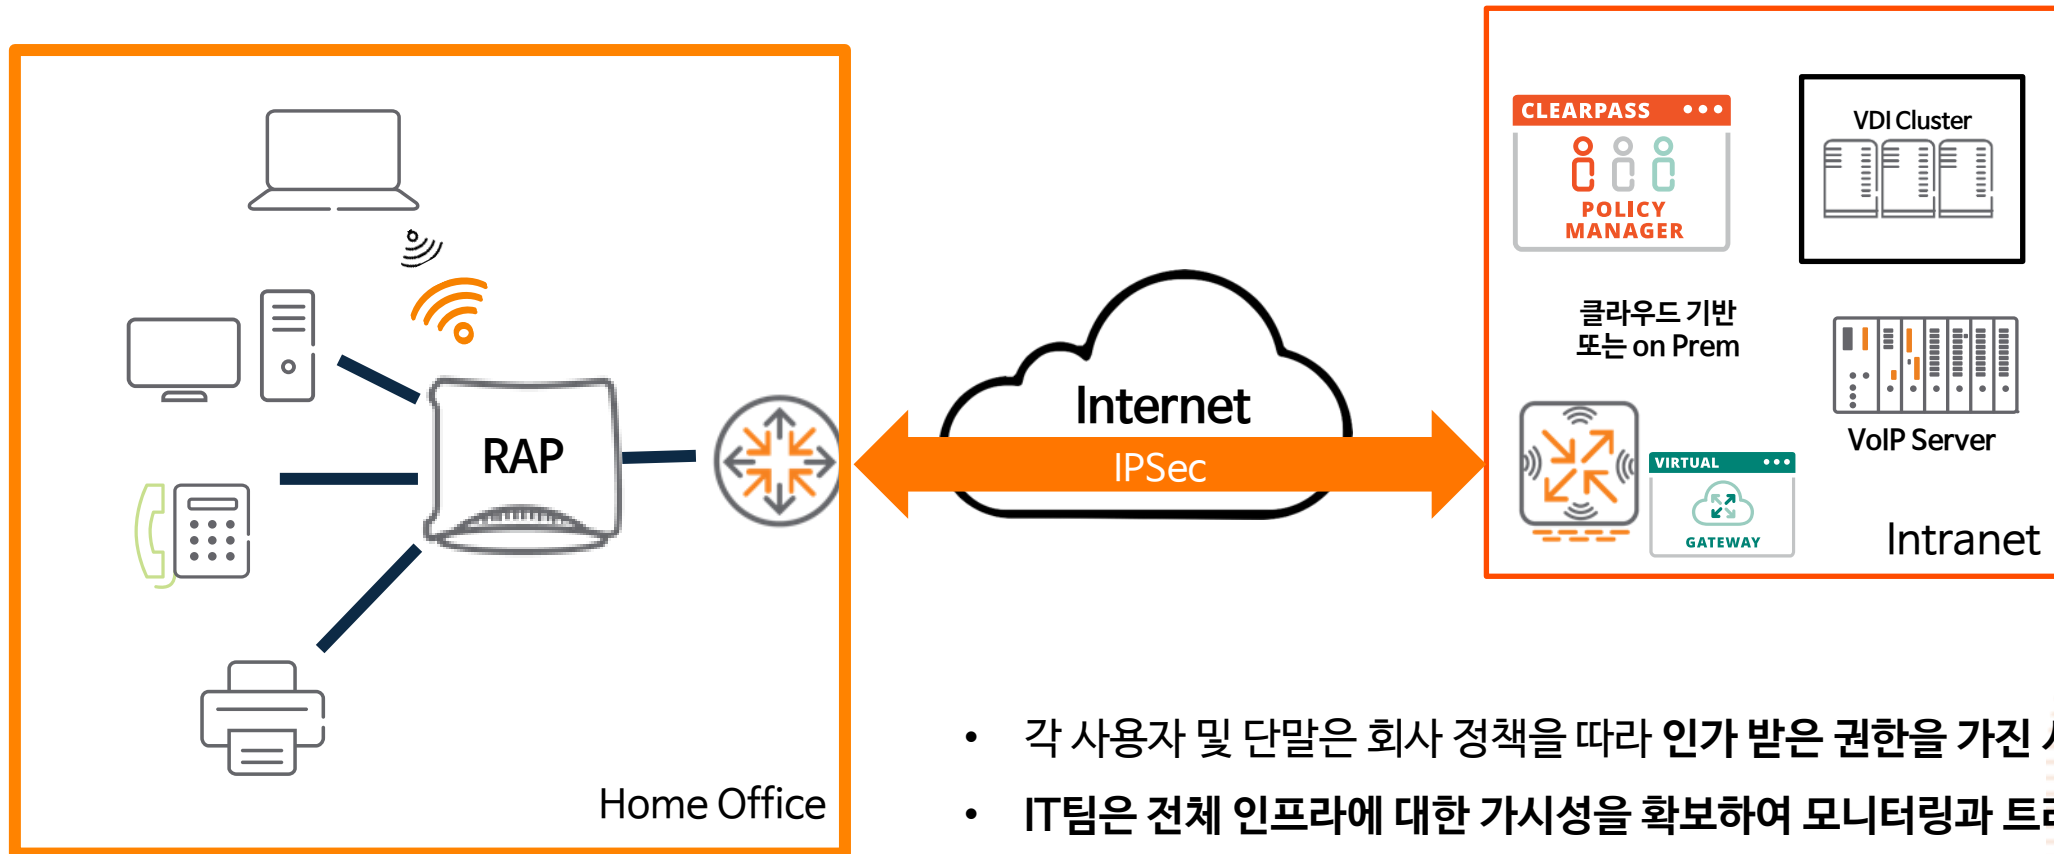 CLEARPASS
POLICY
MANAGER
VDI Cluster
클라우드 기반
또는 on Prem
VoIP Server
VIRTUAL
GATEWAY
Intranet
Internet
IPSec
RAP
Home Office
• 각 사용자 및 단말은 회사 정책을 따라 인가 받은 권한을 가진
• IT팀은 전체 인프라에 대한 가시성을 확보하여 모니터링과